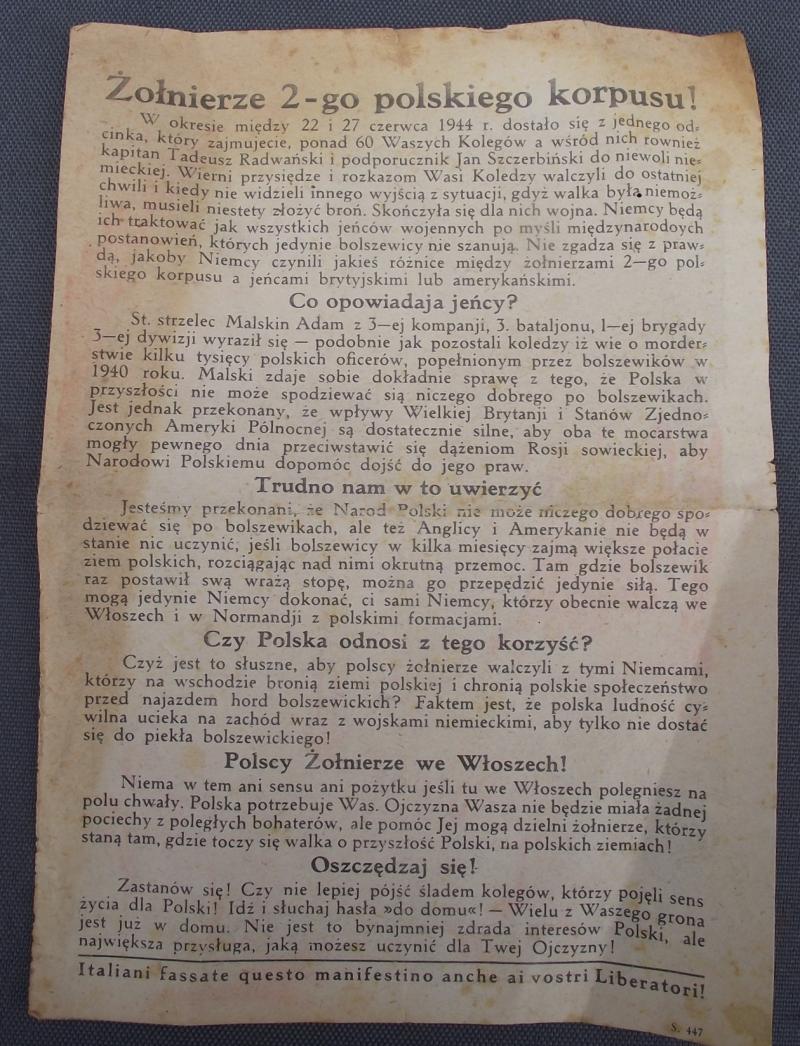 Żołnierze 2-go polskiego korpusu!
W okresie między 22 i 27 czerwca 1944 r. dostało się z jednego od=
cinka, który zajmujecie, ponad 60 Waszych Kolegów a wśród nich rownież
kapitan Tadeusz Radwański i podporucznik Jan Szczerbiński do niewoli nie=
mieckiej. Wierni przysiędze i rozkazom Wasi Koledzy walczyli do ostatniej
chwili i kiedy nie widzieli innego wyjścią z sytuacji, gdyż walka była niemoż=
liwa, musieli niestety złożyć broń. Skończyła się dla nich wojna. Niemcy będą
ich traktować jak wszystkich jeńców wojennych po myśli międzynarodoych
postanowień, których jedynie bolszewicy nie szanują. Nie zgadza się z praw=
dą, jakoby Niemcy czynili jakieś różnice między żołnierzami 2—go pol=
skiego korpusu a jeńcami brytyjskimi lub amerykańskimi.
Co opowiadaja jeńcy?
St. strzelec Malskin Adam z 3—ej kompanji, 3. bataljonu, 1—ej brygady
3—ej dywizji wyraził się — podobnie jak pozostali koledzy iż wie o morder=
stwie kilku tysięcy polskich oficerów, popełnionym przez bolszewików w
1940 roku. Malski zdaje sobie dokładnie sprawę z tego, że Polska w
przyszłości nie może spodziewać sią niczego dobrego po bolszewikach.
Jest jednak przekonany, że wpływy Wielkiej Brytanji i Stanów Zjedno=
czonych Ameryki Pólnocnej są dostatecznie silne, aby oba te mocarstwa
mogły pewnego dnia przeciwstawić się dążeniom Rosji sowieckiej, aby
Narodowi Polskiemu dopomóc dojść do jego praw.
Trudno nam w to uwierzyć
Jesteśmy przekonani, że Narod Polski nie może niczego dobrego spo=
dziewać się po bolszewikach, ale też Anglicy i Amerykanie nie będą w
stanie nic uczynić, jeśli bolszewicy w kilka miesięcy zajmą większe połacie
ziem polskich, rozciągając nad nimi okrutną przemoc. Tam gdzie bolszewik
raz postawił swą wrażą stopę, można go przepędzić jedynie siłą. Tego
mogą jedynie Niemcy dokonać, ci sami Niemcy, którzy obecnie walczą we
Włoszech i w Normandji z polskimi formacjami.
Czy Polska odnosi z tego korzyść?
Czyż jest to słuszne, aby polscy żołnierze walczyli z tymi Niemcami,
którzy na wschodzie bronią ziemi polskiej i chronią polskie społeczeństwo
przed najazdem hord bolszewickich? Faktem jest, że polska ludność cy=
wilna ucieka na zachód wraz z wojskami niemieckimi, aby tylko nie dostać
się do piekła bolszewickiego!
Polscy Żołnierze we Włoszech!
Niema w tem ani sensu ani pożytku jeśli tu we Włoszech polegniesz na
polu chwały. Polska potrzebuje Was. Ojczyzna Wasza nie będzie miała żadnej
pociechy z poległych bohaterów, ale pomóc Jej mogą dzielni żołnierze, którzy
staną tam, gdzie toczy się walka o przyszłość Polski, na polskich ziemiach!
Oszczędzaj się!
Zastanów się! Czy nie lepiej pójść śladem kolegów, którzy pojęli sens
życia dla Polski! Idź i słuchaj hasła »do domu«! — Wielu z Waszego grona
jest już w domu. Nie jest to bynajmniej zdrada interesów Polski, ale
największa przysługa, jaką możesz uczynić dla Twej Ojczyzny!
Italiani fassate questo manifestino anche ai vostri Liberatori!
S. 447